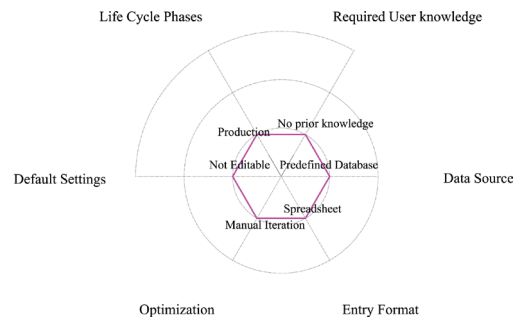 Life Cycle Phases
Required User knowledge
No prior knowledge
Production
Not Editable
Predefined Database
Default Settings
Data Source
Spreadsheet
Manual Iteration
Optimization
Entry Format